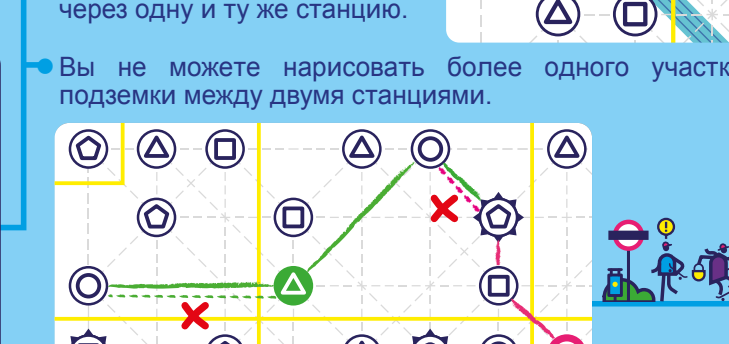 через одну и ту же станцию.
Вы не можете нарисовать более одного участк
подземки между двумя станциями.